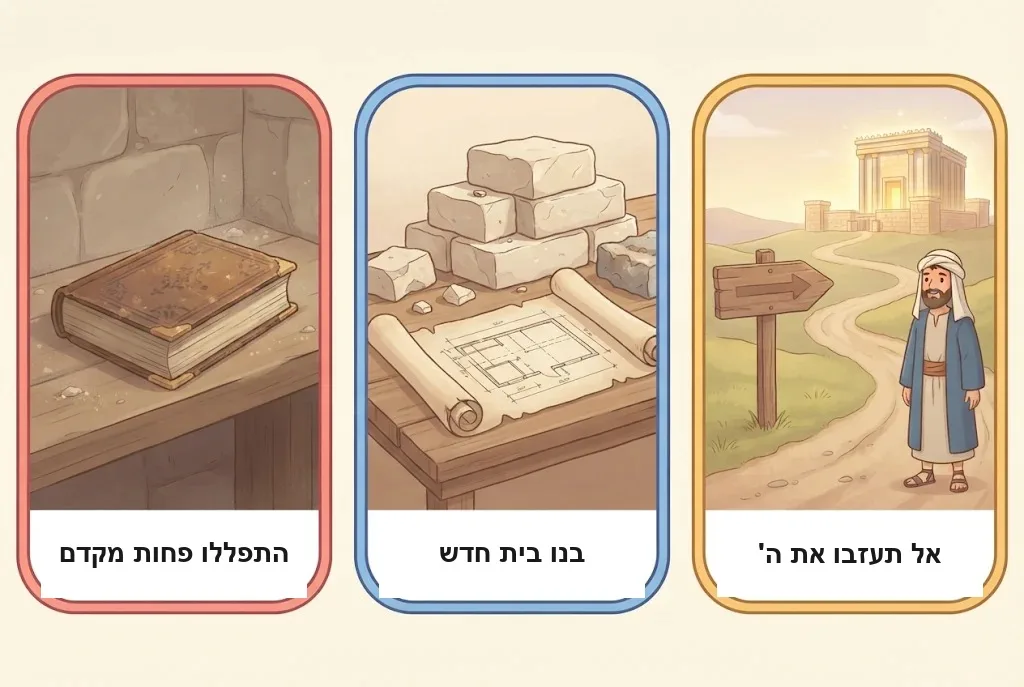 אל תעזבו את ה'
בנו בית חדש
התפללו פחות מקדם